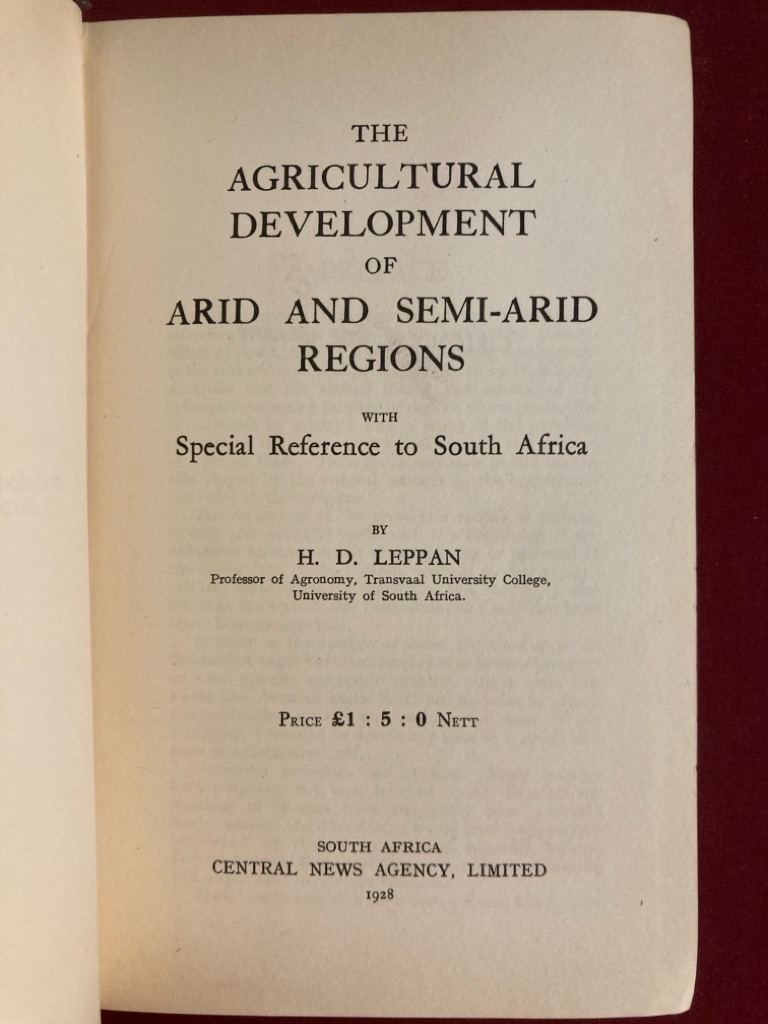 THE
AGRICULTURAL
DEVELOPMENT
OF
ARID AND SEMI-ARID
REGIONS
WITH
Special Reference to South Africa
BY
H. D. LEPPAN
Professor of Agronomy, Transvaal University College,
University of South Africa.
PRICE £1 : 5 : 0 NETT
SOUTH AFRICA
CENTRAL NEWS AGENCY, LIMITED
1928